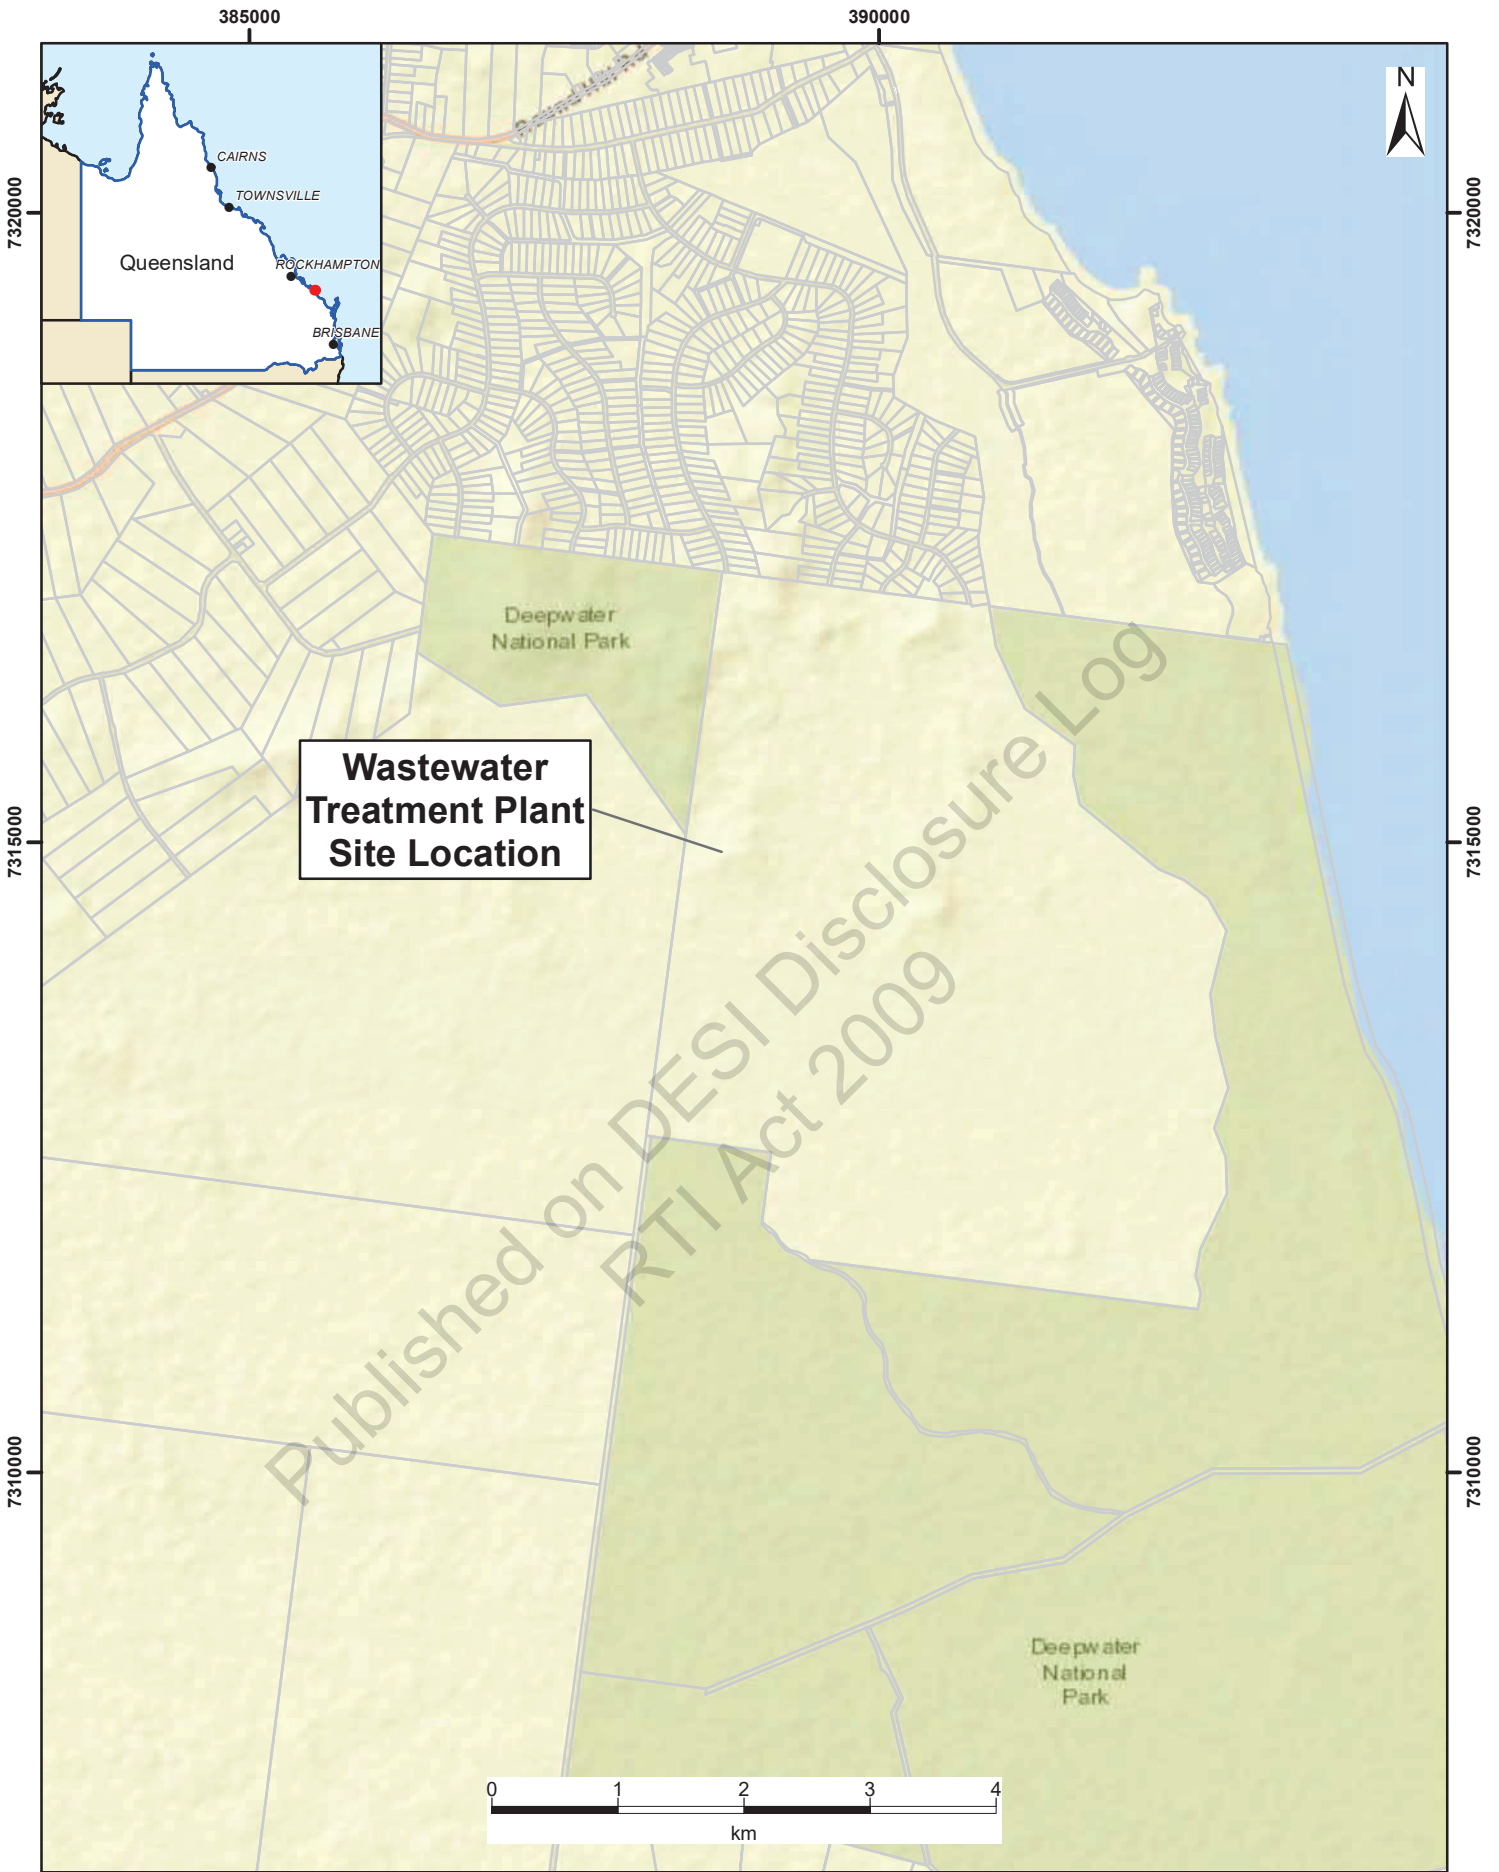 385000
390000
N
CAIRNS
TOWNSVILLE
Queensland
ROCKHAMPTON
BRISBANE
7320000
7320000
Deepwater
National Park
Wastewater
Treatment Plant
Site Location
7315000
7315000
Published on DESI Disclosure Log
RTI Act 2009
7310000
7310000
Deepwater
National
Park
0 1 2 3 4
km